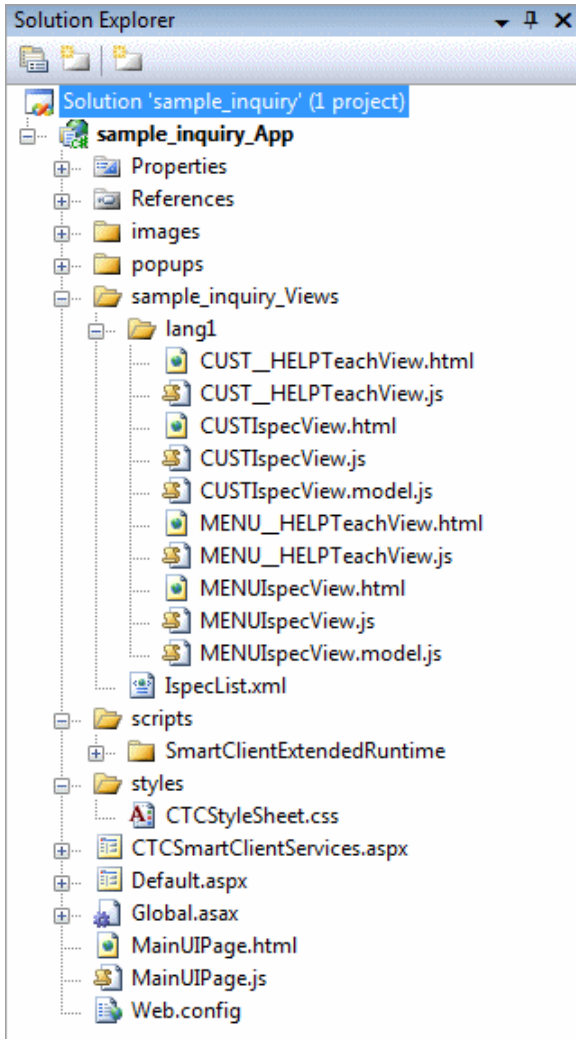 Solution Explorer
Solution 'sample_inquiry' (1 project)
sample_inquiry_App
Properties
References
images
popups
sample_inquiry_Views
lang1
CUST__HELPTeachView.html
CUST__HELPTeachView.js
CUSTIspecView.html
CUSTIspecView.js
CUSTIspecView.model.js
MENU__HELPTeachView.html
MENU__HELPTeachView.js
MENUIspecView.html
MENUIspecView.js
MENUIspecView.model.js
IspecList.xml
scripts
SmartClientExtendedRuntime
styles
CTCStyleSheet.css
CTCSmartClientServices.aspx
Default.aspx
Global.asax
MainUIPage.html
MainUIPage.js
Web.config